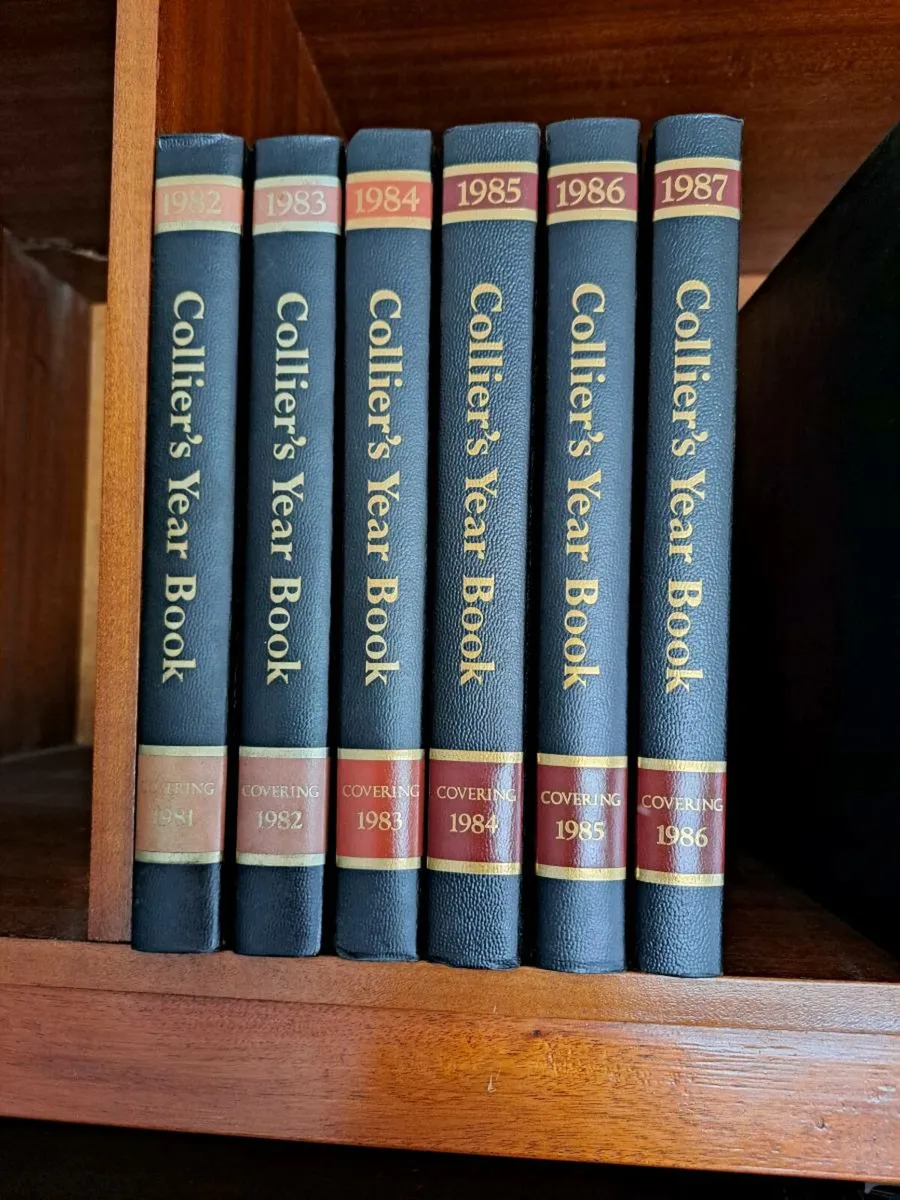 1982
Collier's Year Book
COVERING
1981
1983
Collier's Year Book
COVERING
1982
1984
Collier's Year Book
COVERING
1983
1985
Collier's Year Book
COVERING
1984
1986
Collier's Year Book
COVERING
1985
1987
Collier's Year Book
COVERING
1986